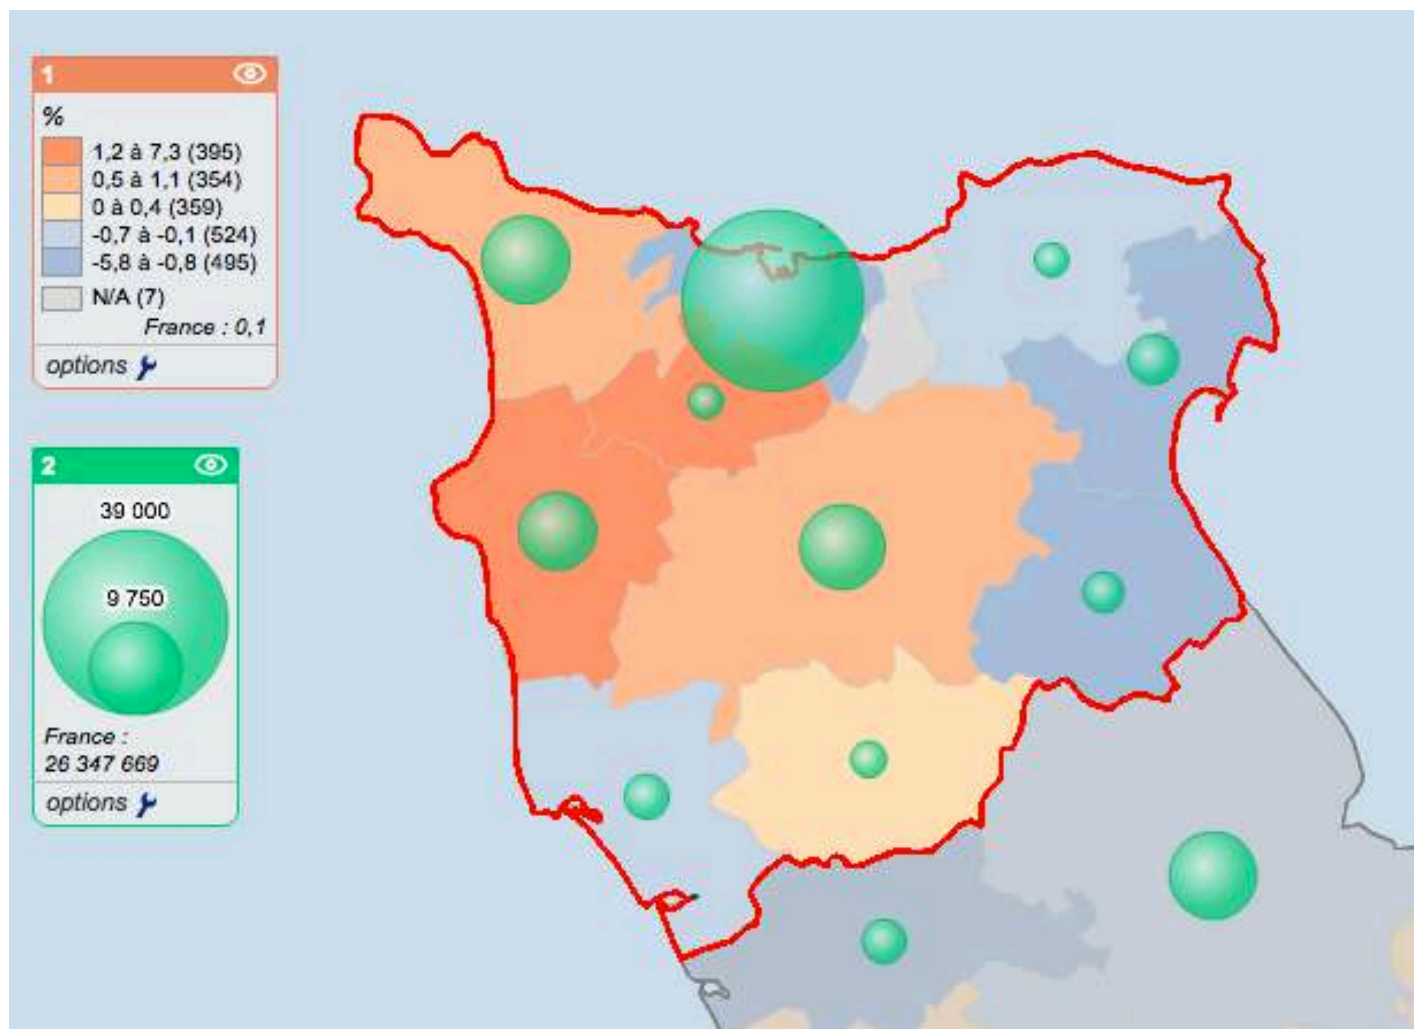 1
%
1,2 à 7,3 (395)
0,5 à 1,1 (354)
0 à 0,4 (359)
-0,7 à -0,1 (524)
-5,8 à -0,8 (495)
N/A (7)
France : 0,1
options
2
39 000
9 750
France :
26 347 669
options